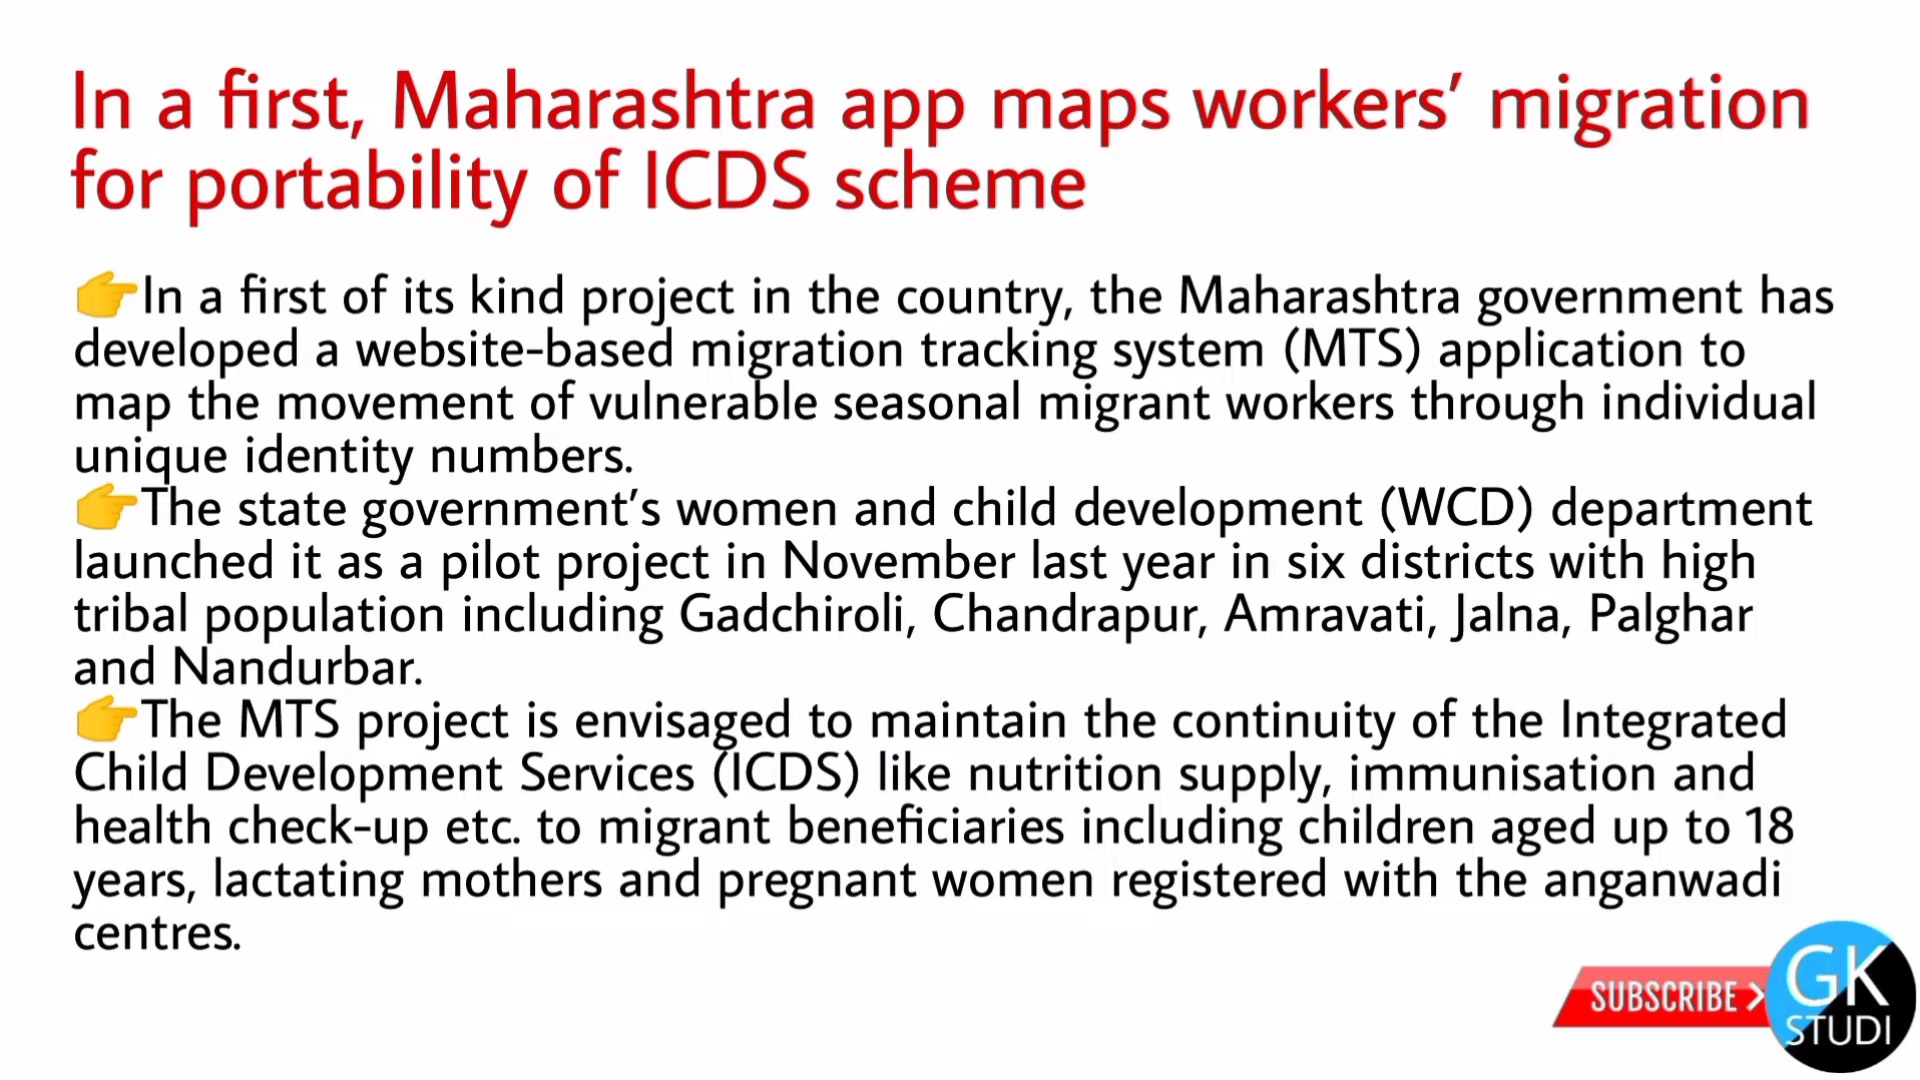 In a first, Maharashtra app maps workers’ migration
for portability of ICDS scheme
👉In a first of its kind project in the country, the Maharashtra government has
developed a website-based migration tracking system (MTS) application to
map the movement of vulnerable seasonal migrant workers through individual
unique identity numbers.
👉The state government’s women and child development (WCD) department
launched it as a pilot project in November last year in six districts with high
tribal population including Gadchiroli, Chandrapur, Amravati, Jalna, Palghar
and Nandurbar.
👉The MTS project is envisaged to maintain the continuity of the Integrated
Child Development Services (ICDS) like nutrition supply, immunisation and
health check-up etc. to migrant beneficiaries including children aged up to 18
years, lactating mothers and pregnant women registered with the anganwadi
centres.
SUBSCRIBE >
GK
STUDI